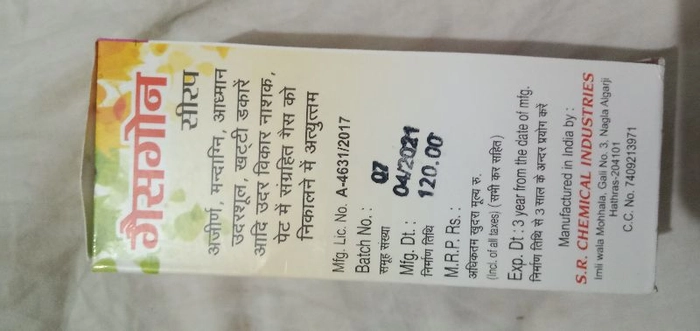 गैसगोन
सीरप
अजीर्ण, मन्दाग्नि, आध्मान
उदरशूल, खट्टी डकारें
आदि उदर विकार नाशक,
पेट में संग्रहित गैस को
निकालने में अत्युत्तम
Mfg. Lic. No. A-4631/2017
Batch No. : 07
समूह संख्या
Mfg. Dt. : 04/2021
निर्माण तिथि
M.R.P. Rs. : 120.00
अधिकतम खुदरा मूल्य रु.
(Incl. of all taxes) (सभी कर सहित)
Exp. Dt : 3 year from the date of mfg.
निर्माण तिथि से 3 साल के अन्दर प्रयोग करें
Manufactured in India by :
S.R. CHEMICAL INDUSTRIES
Imli wala Mohhala, Gali No. 3, Nagla Algarji
Hathras-204101
C.C. No. 7409213971